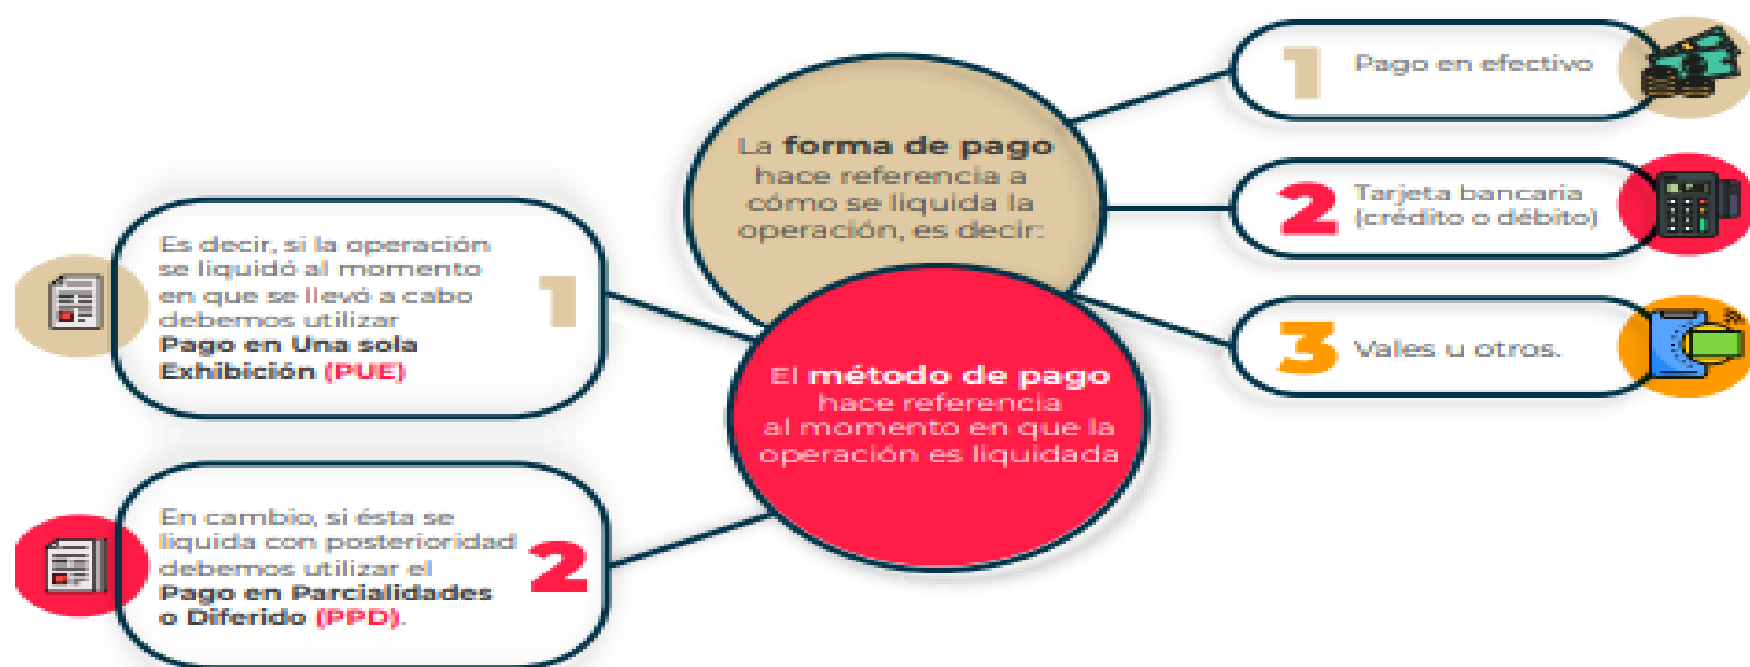 La forma de pago
hace referencia a
cómo se liquida la
operación, es decir:
1
Pago en efectivo
2
Tarjeta bancaria
(crédito o débito)
3
Vales u otros.
El método de pago
hace referencia
al momento en que la
operación es liquidada
Es decir, si la operación
se liquidó al momento
en que se llevó a cabo
debemos utilizar
Pago en Una sola
Exhibición (PUE)
1
En cambio, si ésta se
liquida con posterioridad
debemos utilizar el
Pago en Parcialidades
o Diferido (PPD).
2